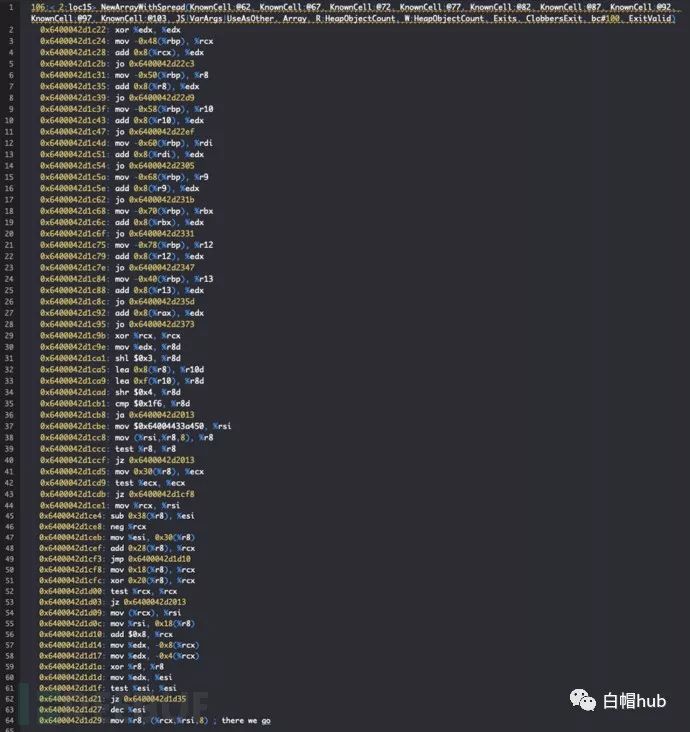 1 106:< 2:loc15> NewArrayWithSpread(KnownCell:@62, KnownCell:@67, KnownCell:@72, KnownCell:@77, KnownCell:@82, KnownCell:@87, KnownCell:@92,
KnownCell:@97, KnownCell:@103, JS|VarArgs|UseAsOther, Array, R:HeapObjectCount, W:HeapObjectCount, Exits, ClobbersExit, bc#100, ExitValid)
2 0x6400042d1c22: xor %edx, %edx
3 0x6400042d1c24: mov -0x48(%rbp), %rcx
4 0x6400042d1c28: add 0x8(%rcx), %edx
5 0x6400042d1c2b: jo 0x6400042d22c3
6 0x6400042d1c31: mov -0x50(%rbp), %r8
7 0x6400042d1c35: add 0x8(%r8), %edx
8 0x6400042d1c39: jo 0x6400042d22d9
9 0x6400042d1c3f: mov -0x58(%rbp), %r10
10 0x6400042d1c43: add 0x8(%r10), %edx
11 0x6400042d1c47: jo 0x6400042d22ef
12 0x6400042d1c4d: mov -0x60(%rbp), %rdi
13 0x6400042d1c51: add 0x8(%rdi), %edx
14 0x6400042d1c54: jo 0x6400042d2305
15 0x6400042d1c5a: mov -0x68(%rbp), %r9
16 0x6400042d1c5e: add 0x8(%r9), %edx
17 0x6400042d1c62: jo 0x6400042d231b
18 0x6400042d1c68: mov -0x70(%rbp), %rbx
19 0x6400042d1c6c: add 0x8(%rbx), %edx
20 0x6400042d1c6f: jo 0x6400042d2331
21 0x6400042d1c75: mov -0x78(%rbp), %r12
22 0x6400042d1c79: add 0x8(%r12), %edx
23 0x6400042d1c7e: jo 0x6400042d2347
24 0x6400042d1c84: mov -0x40(%rbp), %r13
25 0x6400042d1c88: add 0x8(%r13), %edx
26 0x6400042d1c8c: jo 0x6400042d235d
27 0x6400042d1c92: add 0x8(%rax), %edx
28 0x6400042d1c95: jo 0x6400042d2373
29 0x6400042d1c9b: xor %rcx, %rcx
30 0x6400042d1c9e: mov %edx, %r8d
31 0x6400042d1ca1: shl $0x3, %r8d
32 0x6400042d1ca5: lea 0x8(%r8), %r10d
33 0x6400042d1ca9: lea 0xf(%r10), %r8d
34 0x6400042d1cad: shr $0x4, %r8d
35 0x6400042d1cb1: cmp $0x1f6, %r8d
36 0x6400042d1cb8: ja 0x6400042d2013
37 0x6400042d1cbe: mov $0x64004433a450, %rsi
38 0x6400042d1cc8: mov (%rsi,%r8,8), %r8
39 0x6400042d1ccc: test %r8, %r8
40 0x6400042d1ccf: jz 0x6400042d2013
41 0x6400042d1cd5: mov 0x30(%r8), %ecx
42 0x6400042d1cd9: test %ecx, %ecx
43 0x6400042d1cdb: jz 0x6400042d1cf8
44 0x6400042d1ce1: mov %rcx, %rsi
45 0x6400042d1ce4: sub 0x38(%r8), %esi
46 0x6400042d1ce8: neg %rcx
47 0x6400042d1ceb: mov %esi, 0x30(%r8)
48 0x6400042d1cef: add 0x28(%r8), %rcx
49 0x6400042d1cf3: jmp 0x6400042d1d10
50 0x6400042d1cf8: mov 0x18(%r8), %rcx
51 0x6400042d1cfc: xor 0x20(%r8), %rcx
52 0x6400042d1d00: test %rcx, %rcx
53 0x6400042d1d03: jz 0x6400042d2013
54 0x6400042d1d09: mov (%rcx), %rsi
55 0x6400042d1d0c: mov %rsi, 0x18(%r8)
56 0x6400042d1d10: add $0x8, %rcx
57 0x6400042d1d14: mov %edx, -0x8(%rcx)
58 0x6400042d1d17: mov %edx, -0x4(%rcx)
59 0x6400042d1d1a: xor %r8, %r8
60 0x6400042d1d1d: mov %edx, %esi
61 0x6400042d1d1f: test %esi, %esi
62 0x6400042d1d21: jz 0x6400042d1d35
63 0x6400042d1d27: dec %esi
64 0x6400042d1d29: mov %r8, (%rcx,%rsi,8) ; there we go
65
白帽hub